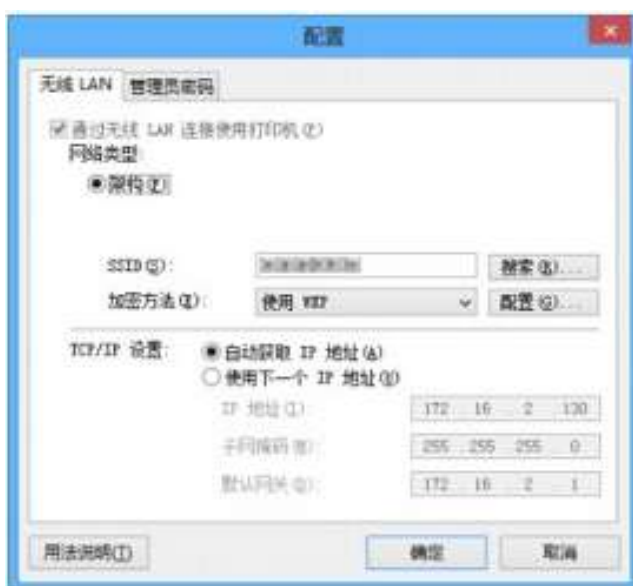 配置
无线 LAN 管理员密码
通过无线 LAN 连接使用打印机(P)
网络类型:
架构(F)
SSID(S): 搜索(R)...
加密方法(E): 使用 WEP 配置(G)...
TCP/IP 设置: 自动获取 IP 地址(A)
使用下一个 IP 地址(U)
IP 地址(I): 172 16 2 130
子网掩码 255 255 255 0
默认网关 172 16 2 1
用法说明(I) 确定 取消